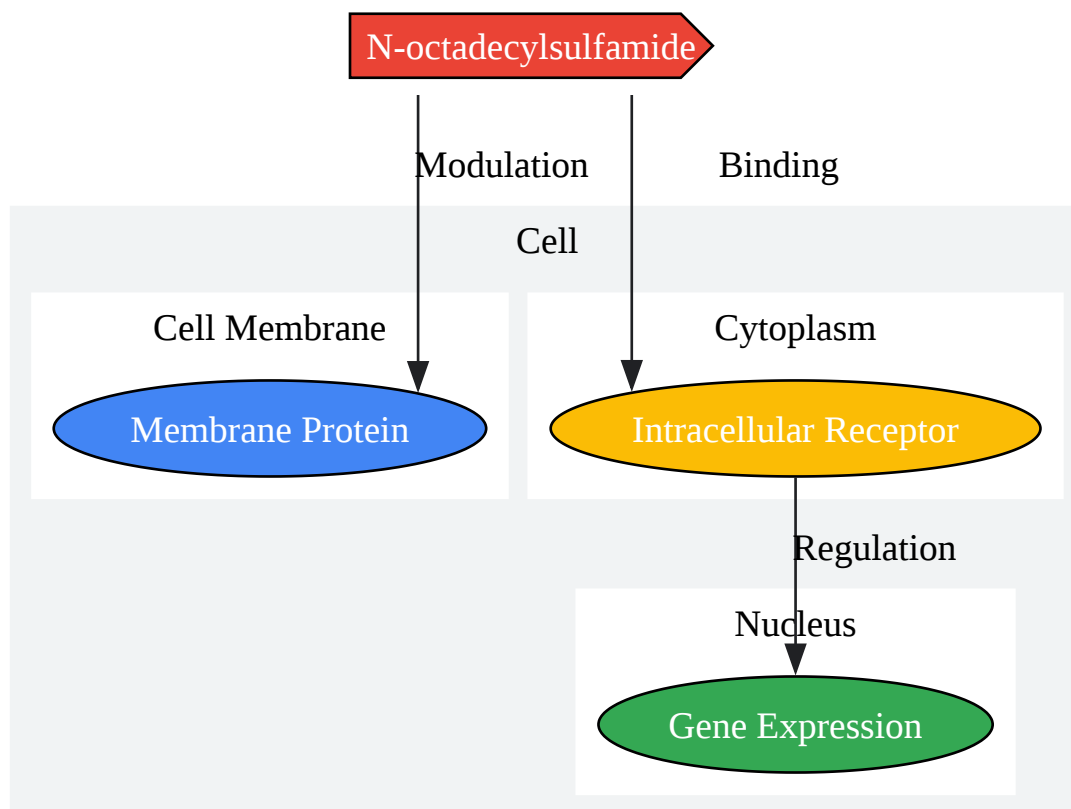 N-octadecylsulfamide
Modulation
Binding
Cell
Cell Membrane
Cytoplasm
Membrane Protein
Intracellular Receptor
Regulation
Nucleus
Gene Expression